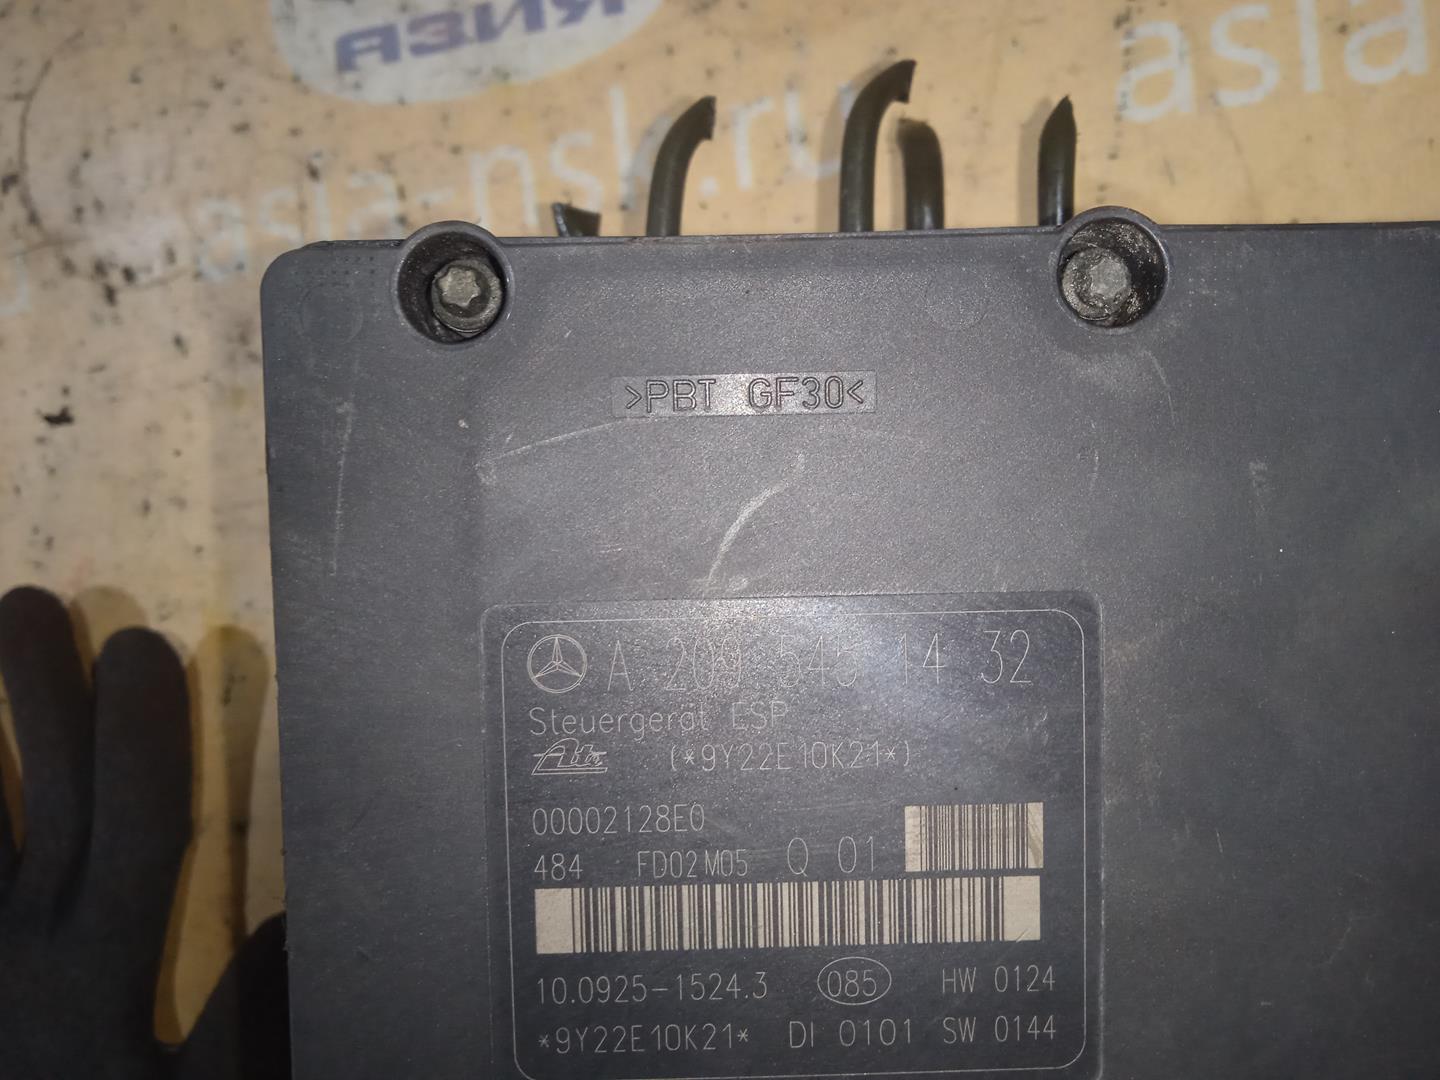 АЗИЯ
asia-nsk.ru
asia
>PBT GF30<
A 209 545 14 32
Steuergerät ESP
Ate (*9Y22E10K21*)
00002128E0
484 FD02M05 Q 01
10.0925-1524.3 085 HW 0124
*9Y22E10K21* DI 0101 SW 0144